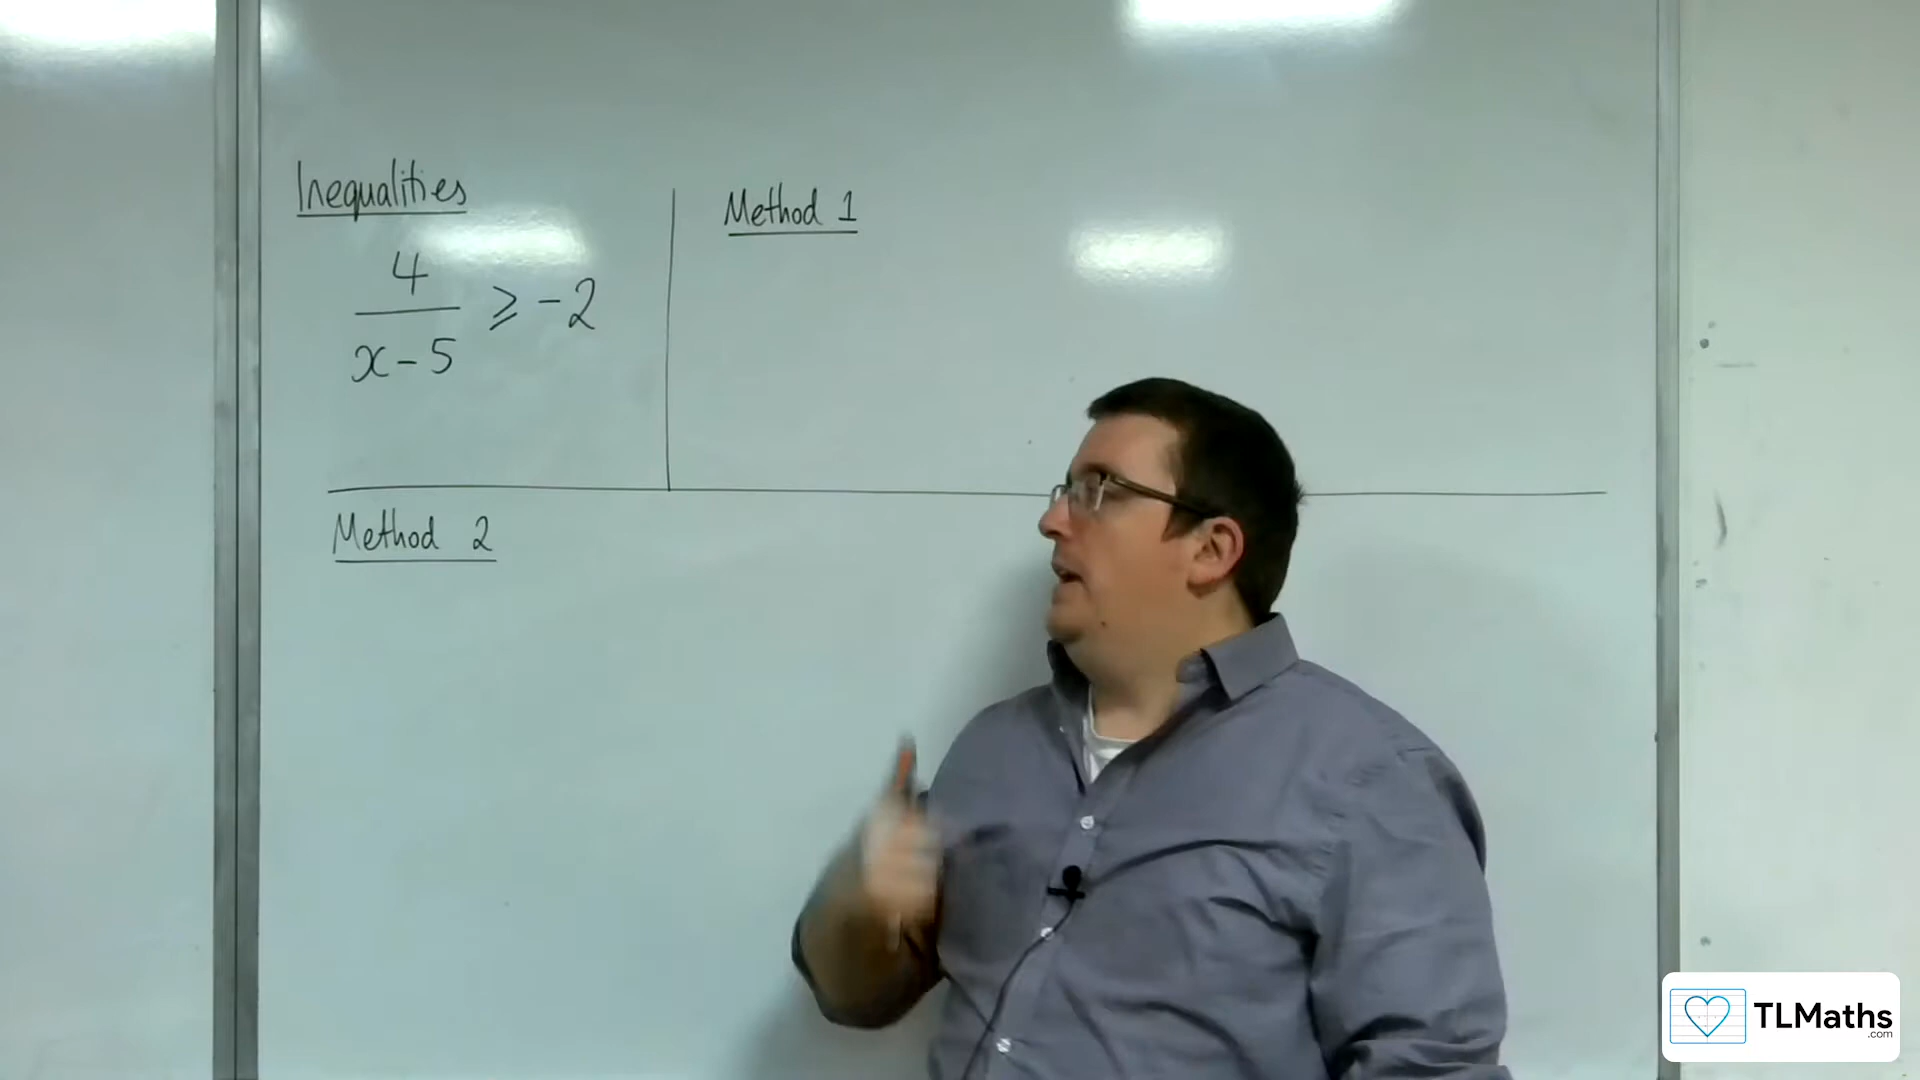 Inequalities
4
x - 5
⩾ -2
Method 1
Method 2
TLMaths
.com